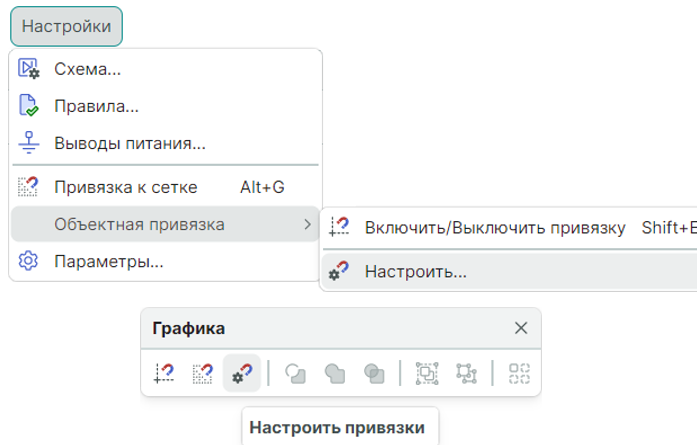 Настройки
Схема...
Правила...
Выводы питания...
Привязка к сетке Alt+G
Объектная привязка
Включить/Выключить привязку Shift+E
Параметры...
Настроить...
Графика
Настроить привязки